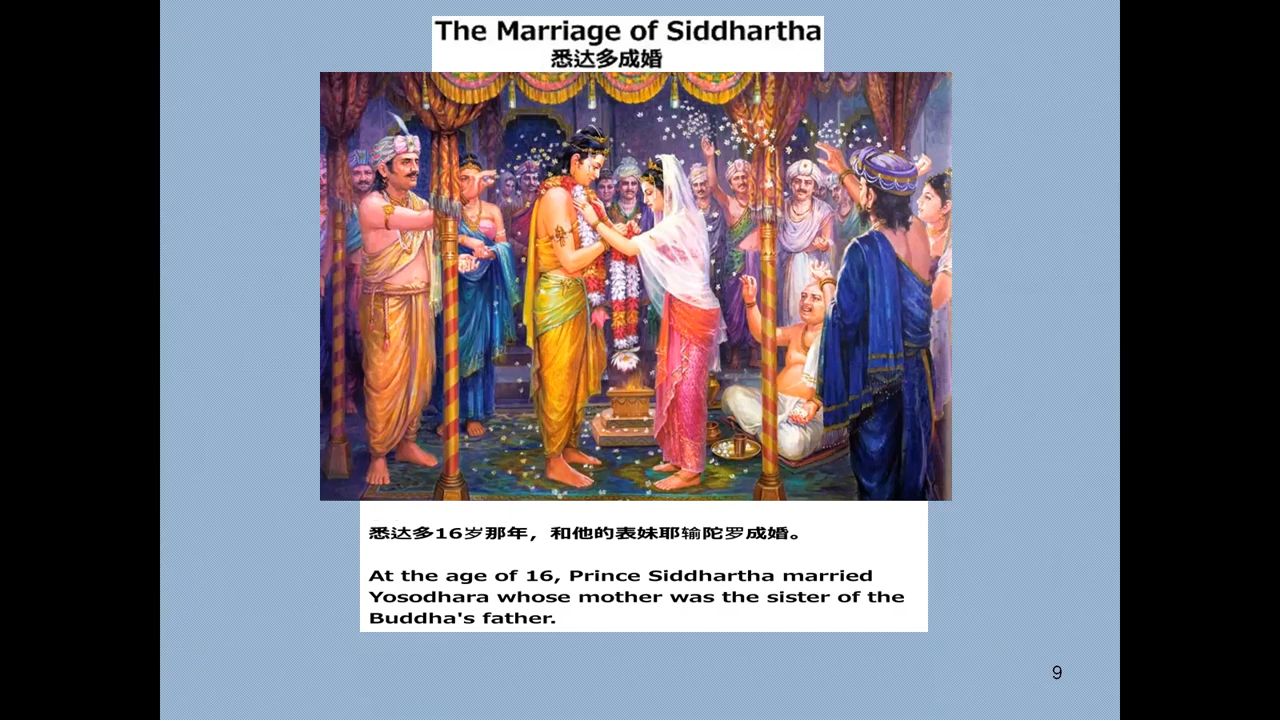 The Marriage of Siddhartha
悉达多成婚
悉达多16岁那年，和他的表妹耶输陀罗成婚。
At the age of 16, Prince Siddhartha married
Yosodhara whose mother was the sister of the
Buddha's father.
9